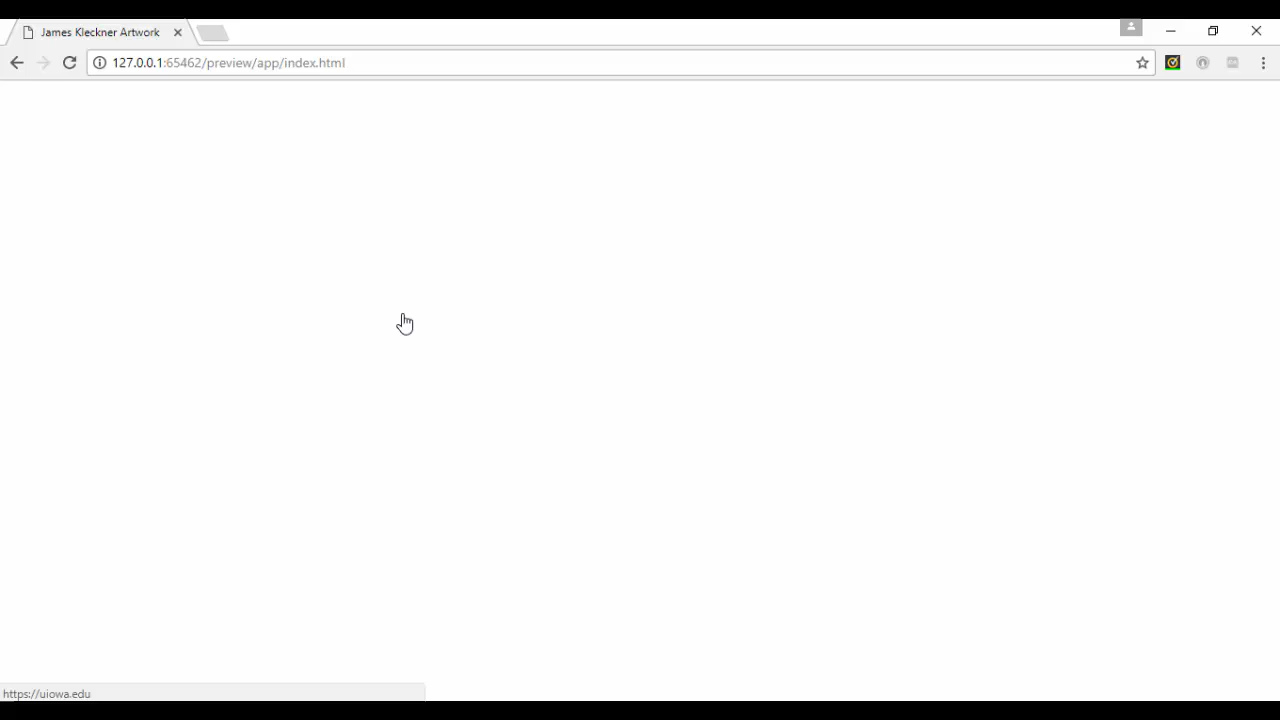 James Kleckner Artwork
127.0.0.1:65462/preview/app/index.html
https://uiowa.edu